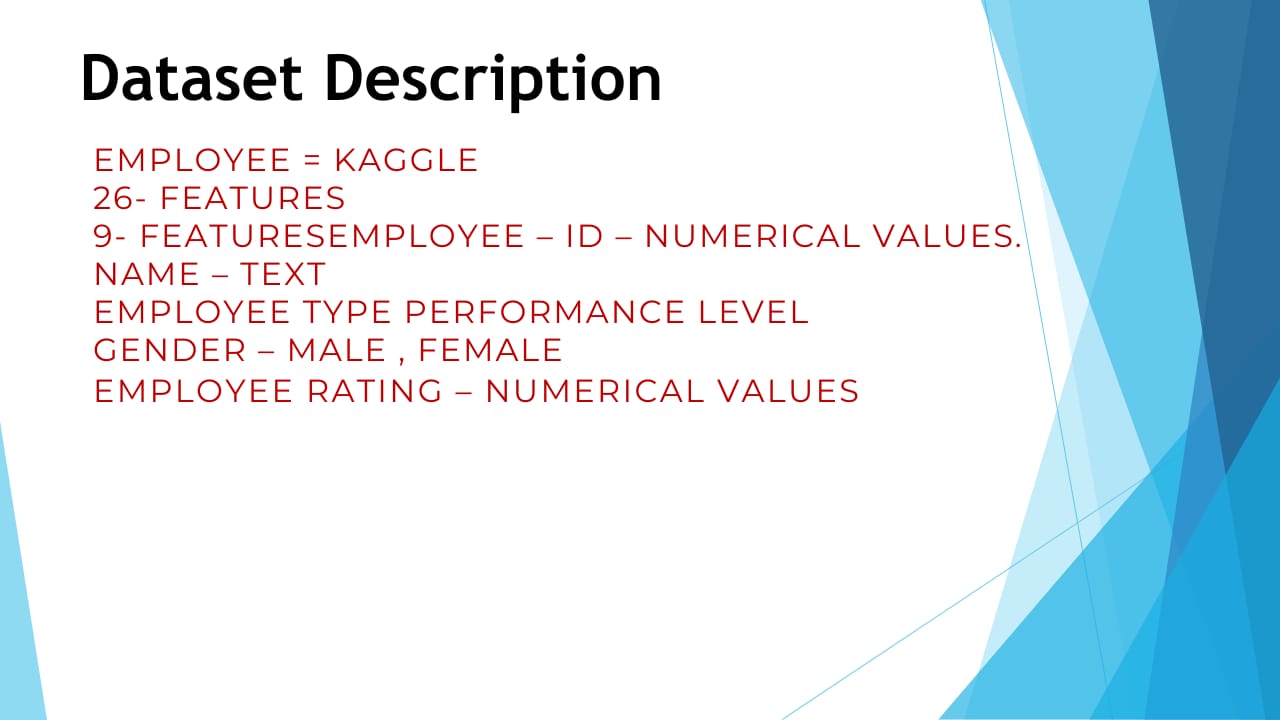 Dataset Description
EMPLOYEE = KAGGLE
26- FEATURES
9- FEATURESEMPLOYEE – ID – NUMERICAL VALUES.
NAME – TEXT
EMPLOYEE TYPE PERFORMANCE LEVEL
GENDER – MALE , FEMALE
EMPLOYEE RATING – NUMERICAL VALUES